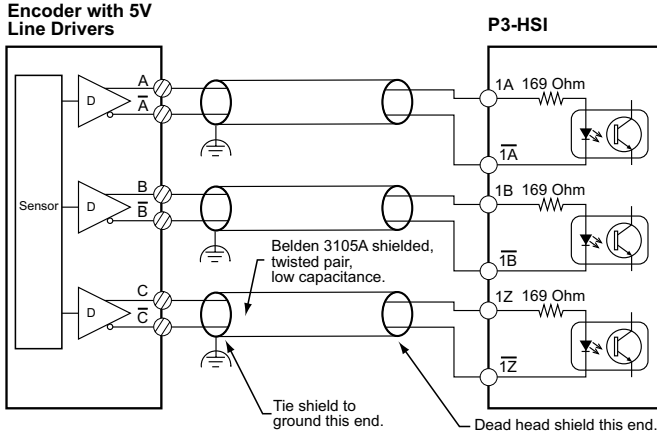 Encoder with 5V
Line Drivers
P3-HSI
A
A̅
D
1A 169 Ohm
1A̅
Sensor
B
B̅
D
1B 169 Ohm
1B̅
Belden 3105A shielded,
twisted pair,
low capacitance.
C
C̅
D
1Z 169 Ohm
1Z̅
Tie shield to
ground this end.
Dead head shield this end.